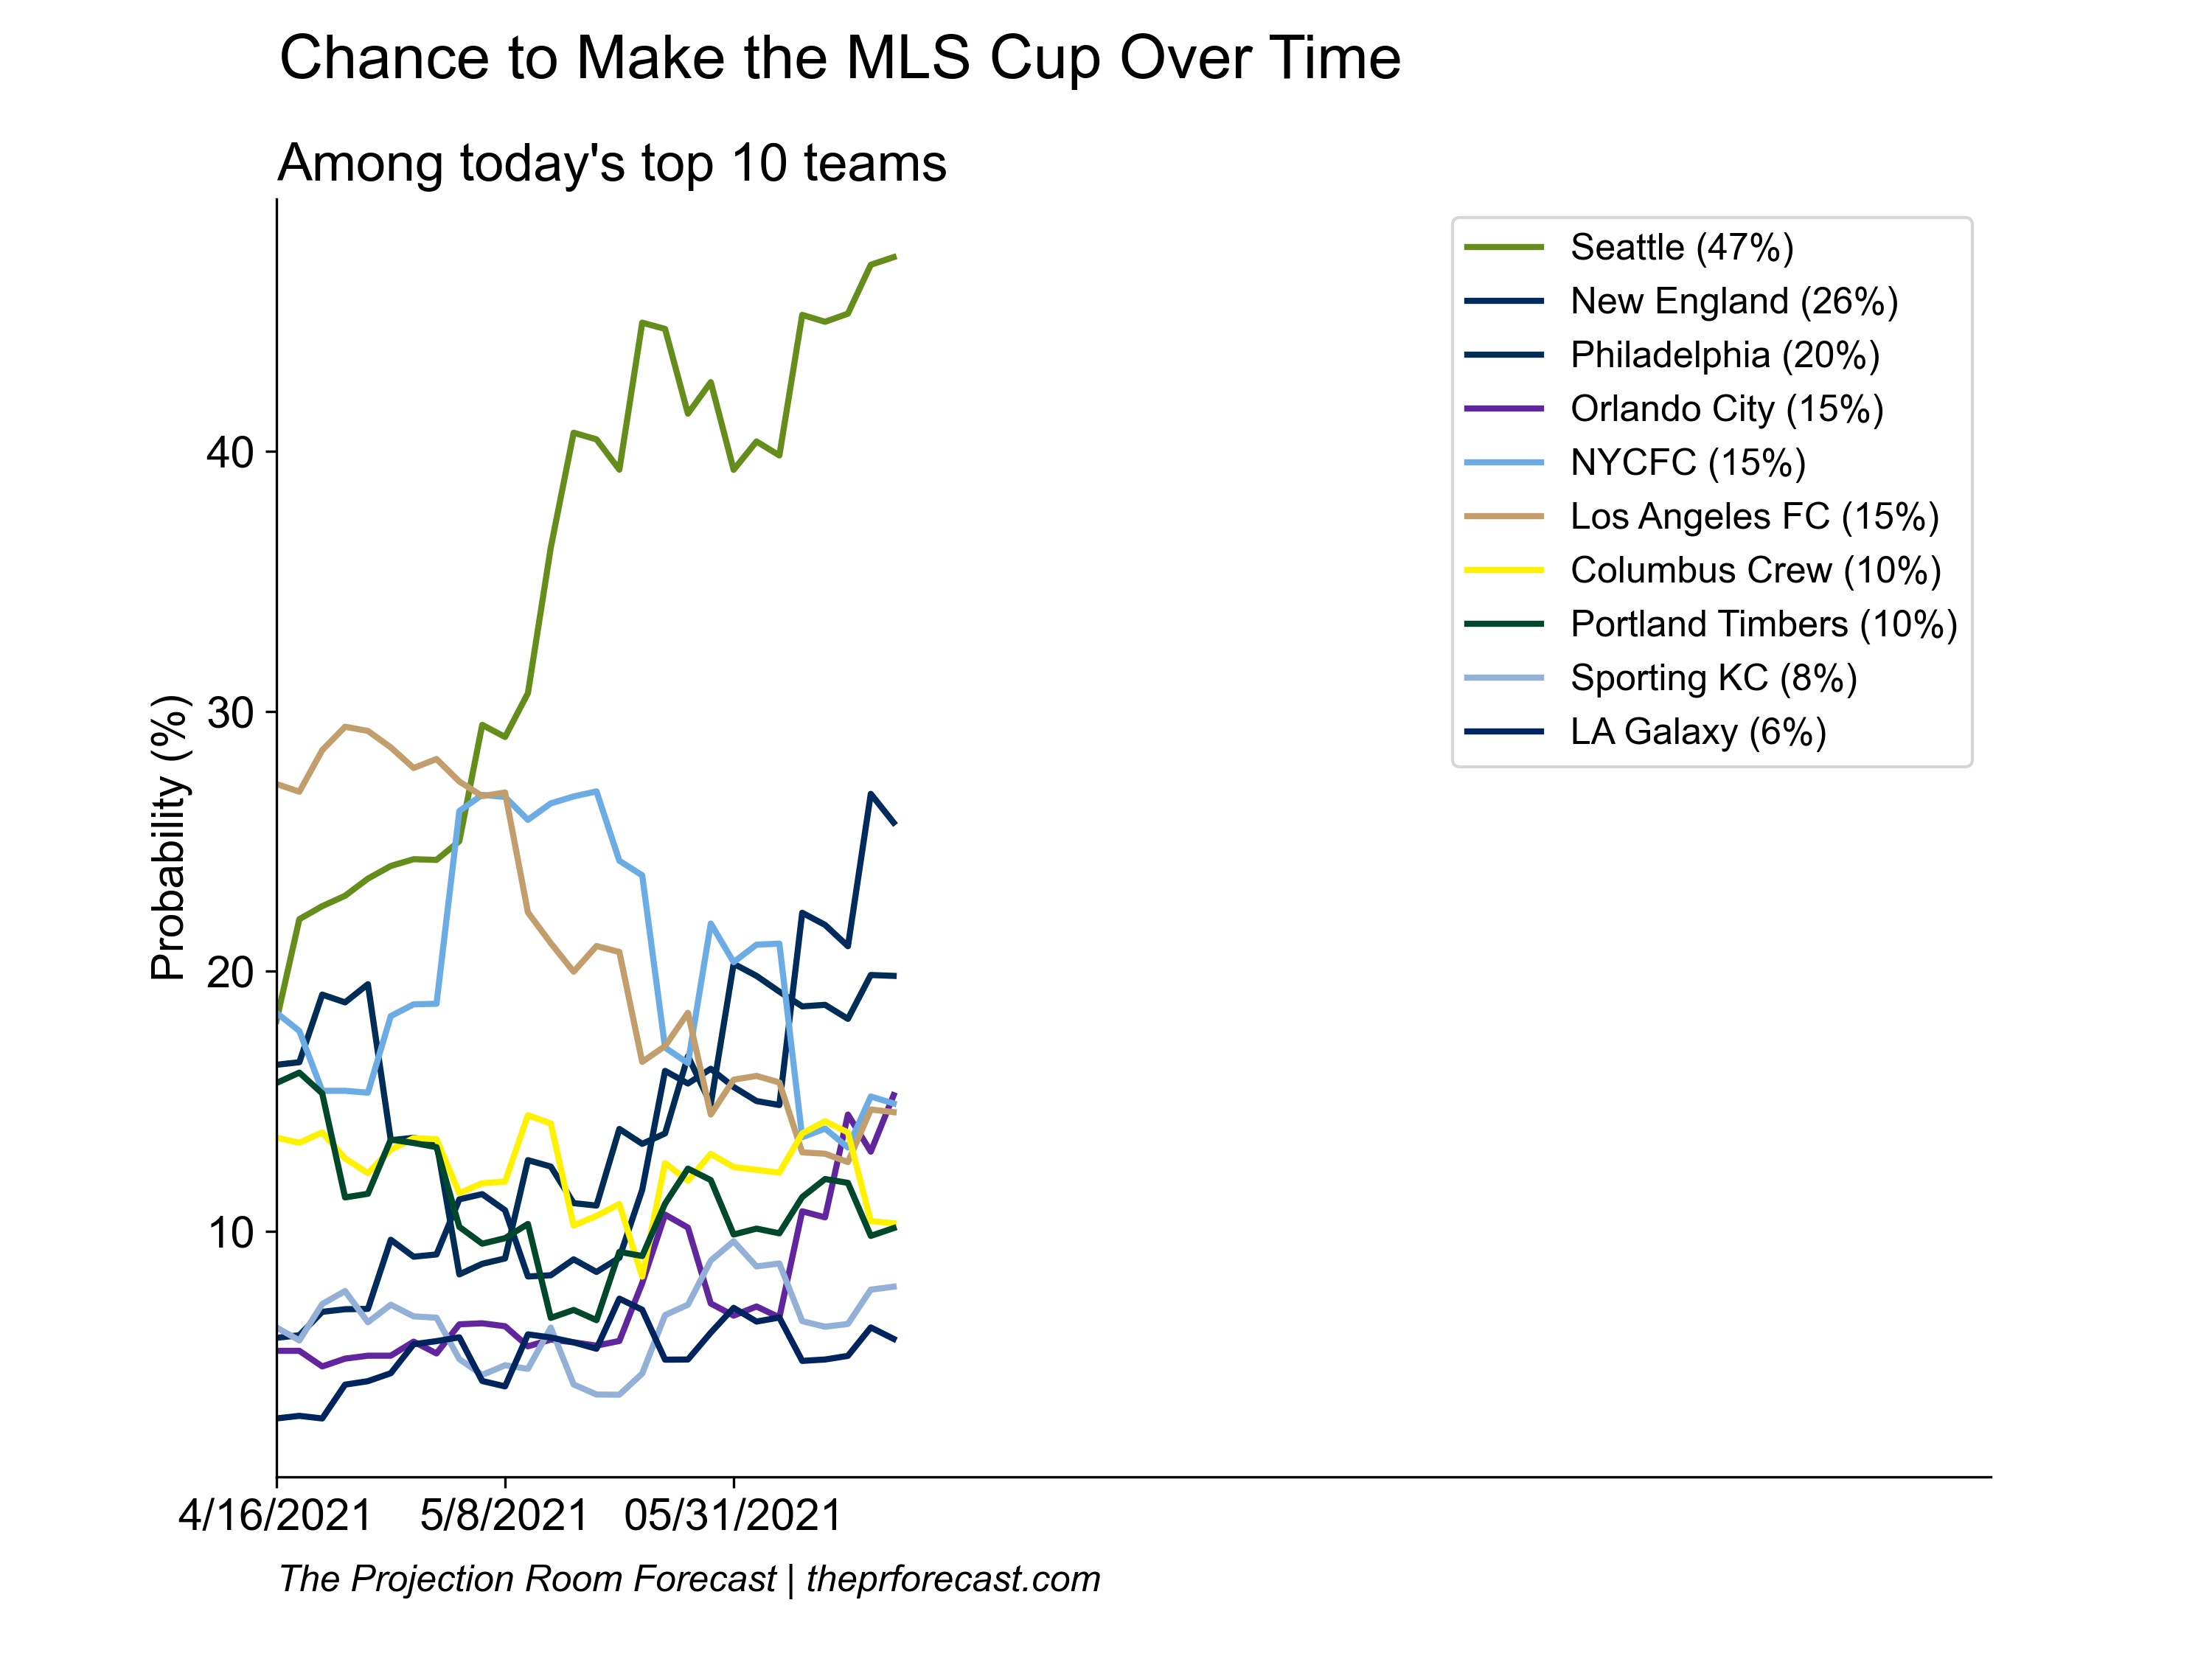 Chance to Make the MLS Cup Over Time
Among today's top 10 teams
Seattle (47%)
New England (26%)
Philadelphia (20%)
Orlando City (15%)
NYCFC (15%)
Los Angeles FC (15%)
Columbus Crew (10%)
Portland Timbers (10%)
Sporting KC (8%)
LA Galaxy (6%)
Probability (%)
40
30
20
10
4/16/2021 5/8/2021 05/31/2021
The Projection Room Forecast | theprforecast.com